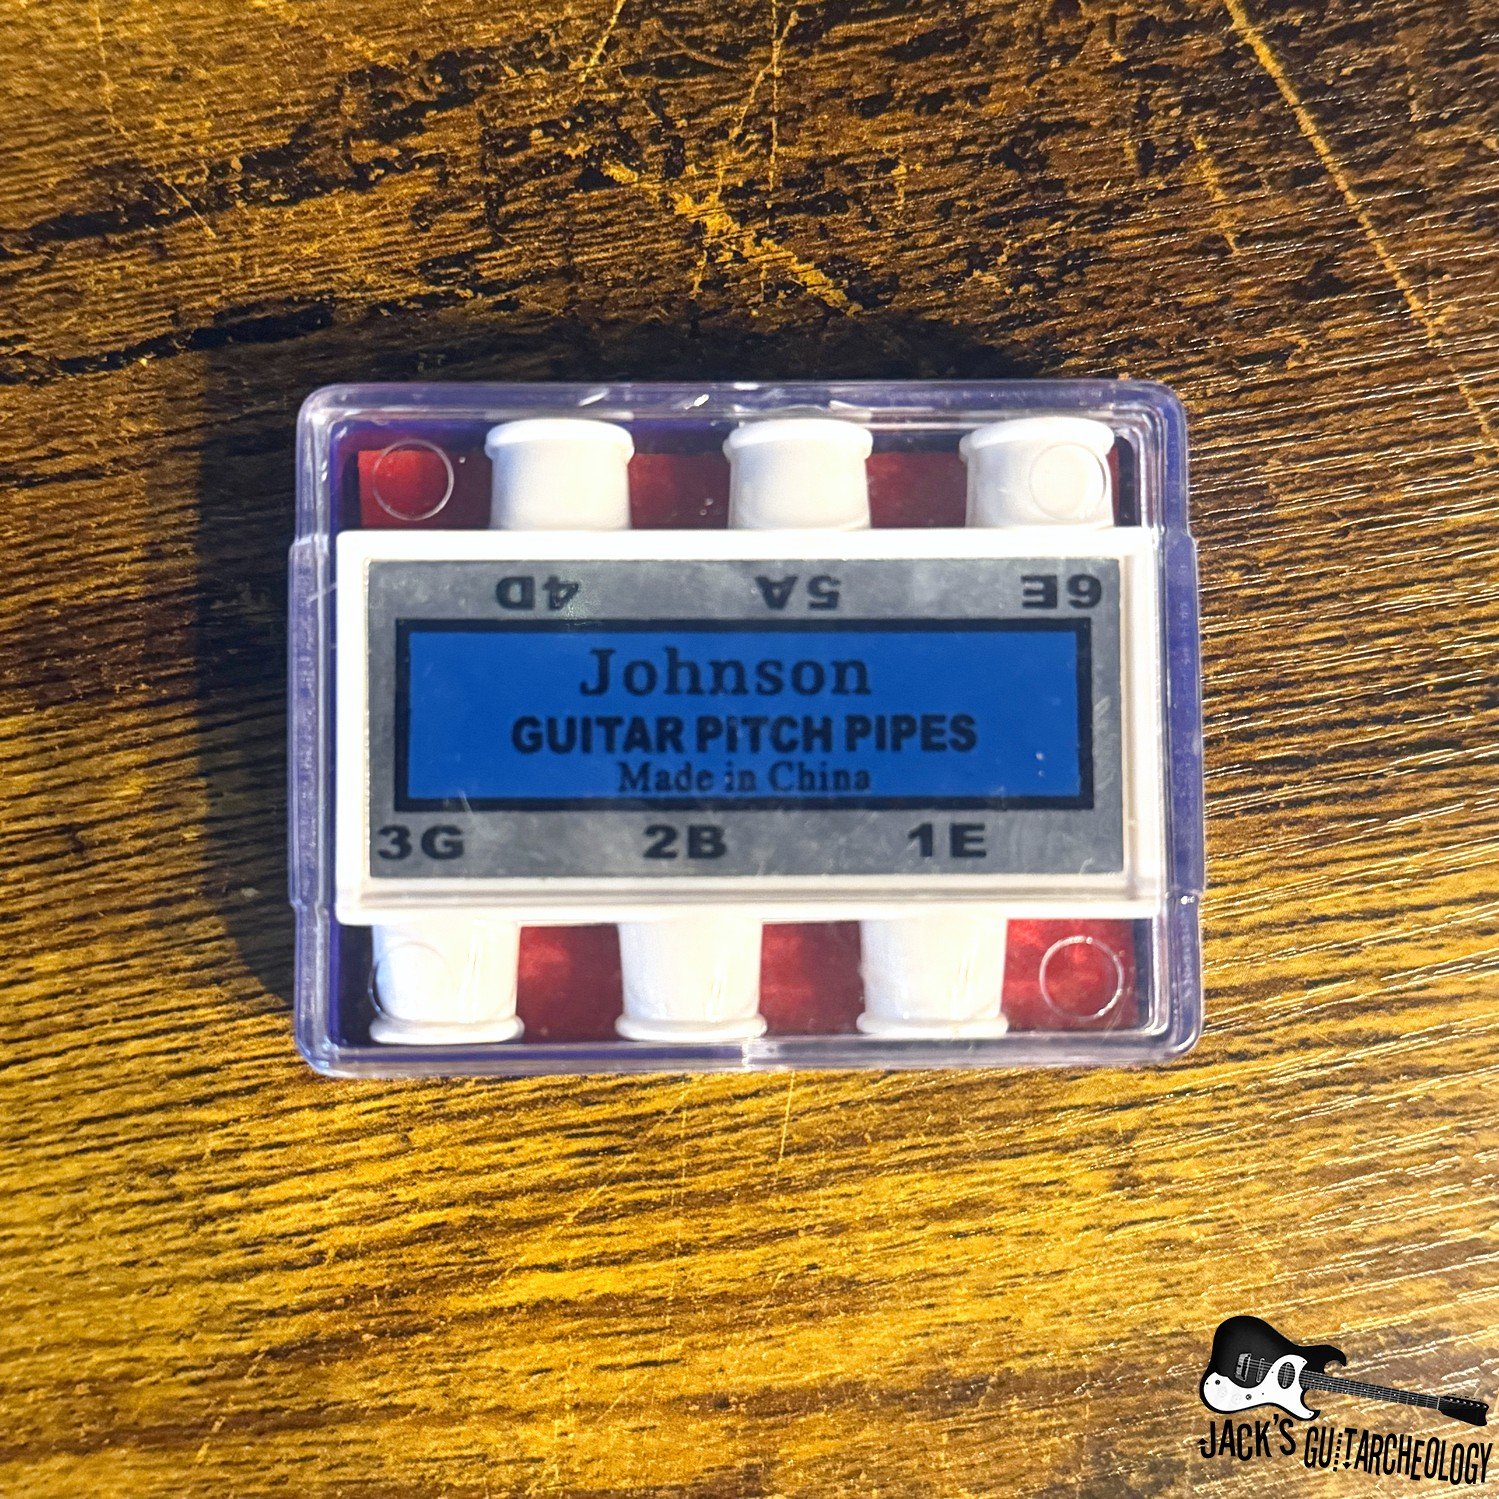 4D 5A 6E
Johnson
GUITAR PITCH PIPES
Made in China
3G 2B 1E
JACK'S GUITARCHEOLOGY